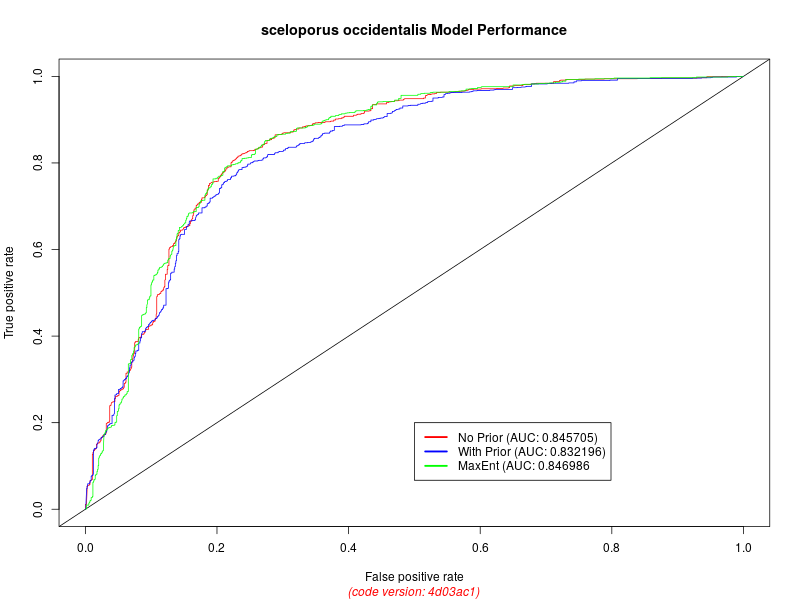 sceloporus occidentalis Model Performance
True positive rate
1.0
0.8
0.6
0.4
0.2
0.0
No Prior (AUC: 0.845705)
With Prior (AUC: 0.832196)
MaxEnt (AUC: 0.846986
0.0 0.2 0.4 0.6 0.8 1.0
False positive rate
(code version: 4d03ac1)